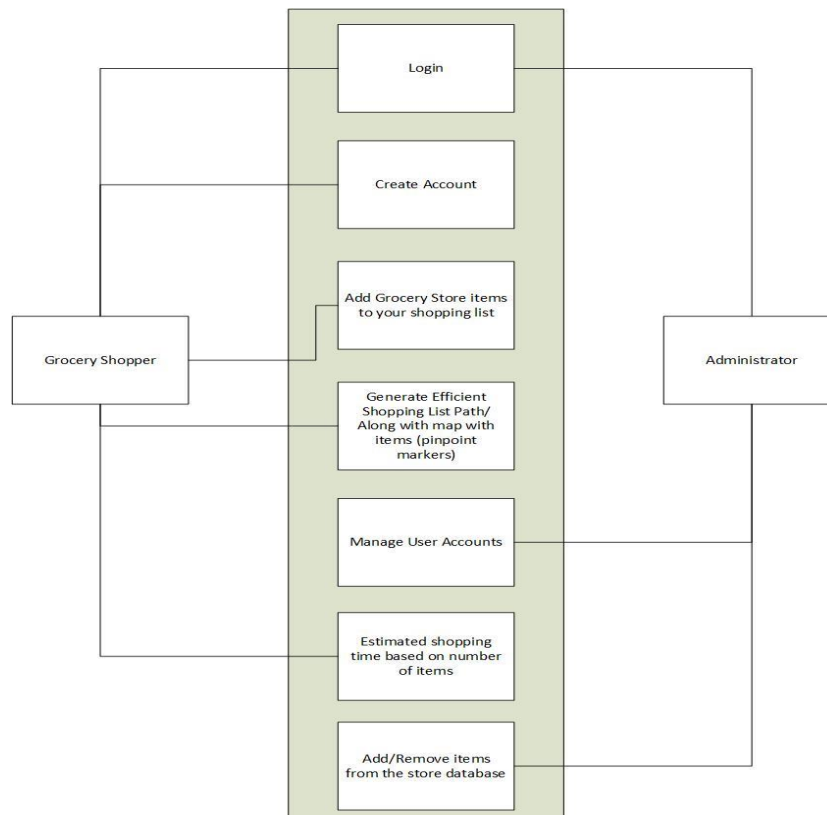 Login
Create Account
Add Grocery Store items
to your shopping list
Grocery Shopper
Administrator
Generate Efficient
Shopping List Path/
Along with map with
items (pinpoint
markers)
Manage User Accounts
Estimated shopping
time based on number
of items
Add/Remove items
from the store database